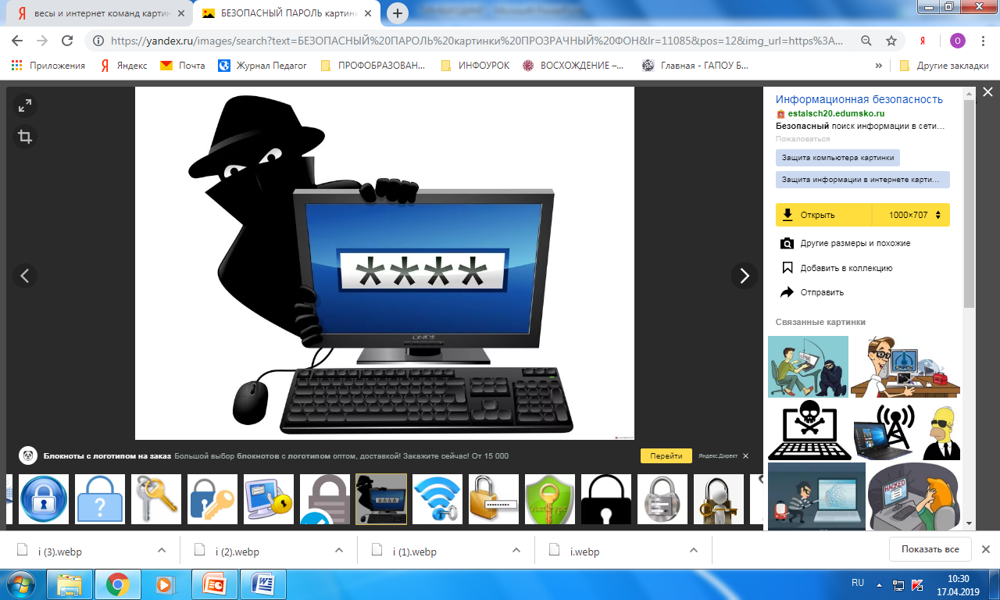 весы и интернет команд картин
БЕЗОПАСНЫЙ ПАРОЛЬ картинк
https://yandex.ru/images/search?text=БЕЗОПАСНЫЙ%20ПАРОЛЬ%20картинки%20ПРОЗРАЧНЫЙ%20ФОН&lr=11085&pos=12&img_url=https%3A...
Приложения
Яндекс
Почта
Журнал Педагог
ПРОФОБРАЗОВАН...
ИНФОУРОК
ВОСХОЖДЕНИЕ –...
Главная - ГАПОУ Б...
»
Другие закладки
Информационная безопасность
estalsch20.edumsko.ru
Безопасный поиск информации в сети...
Пожаловаться
Защита компьютера картинки
Защита информации в интернете карти...
Открыть
1000×707
Другие размеры и похожие
Добавить в коллекцию
Отправить
Связанные картинки
****
HACKED
Блокноты с логотипом на заказ Большой выбор блокнотов с логотипом оптом, доставкой! Закажите сейчас! От 15 000
Перейти
Яндекс.Директ
?
i (3).webp
i (2).webp
i (1).webp
i.webp
Показать все
RU
10:30
17.04.2019